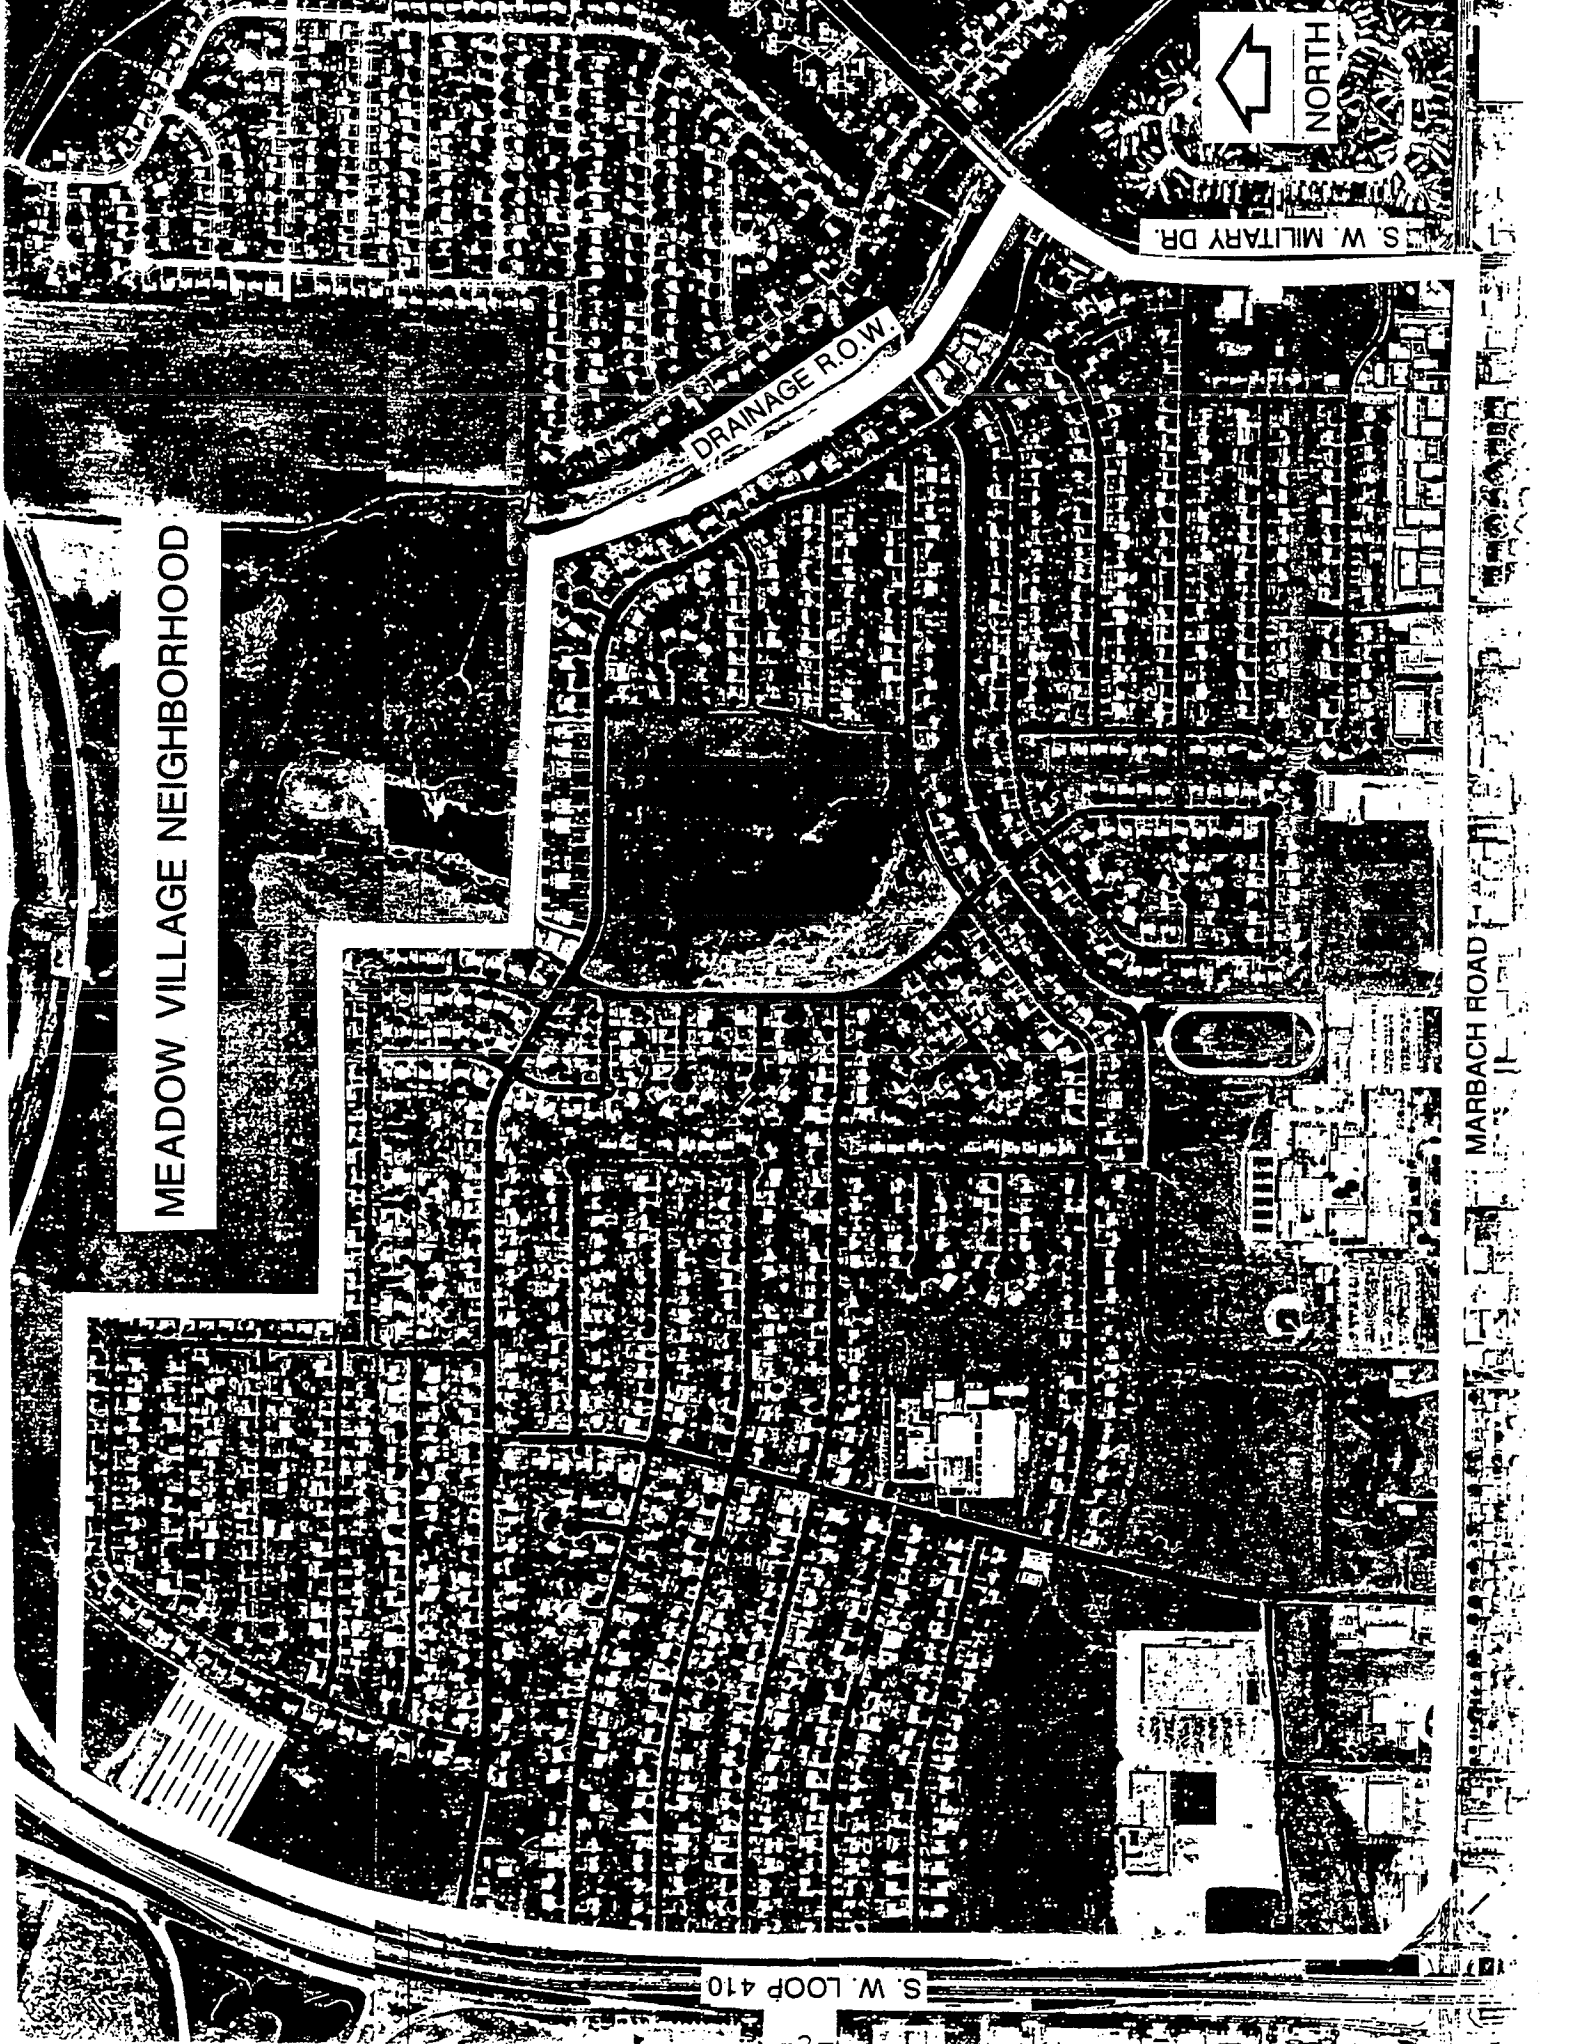 MEADOW VILLAGE NEIGHBORHOOD
NORTH
S. W. MILITARY DR.
DRAINAGE R.O.W.
MARBACH ROAD
S. W. LOOP 410